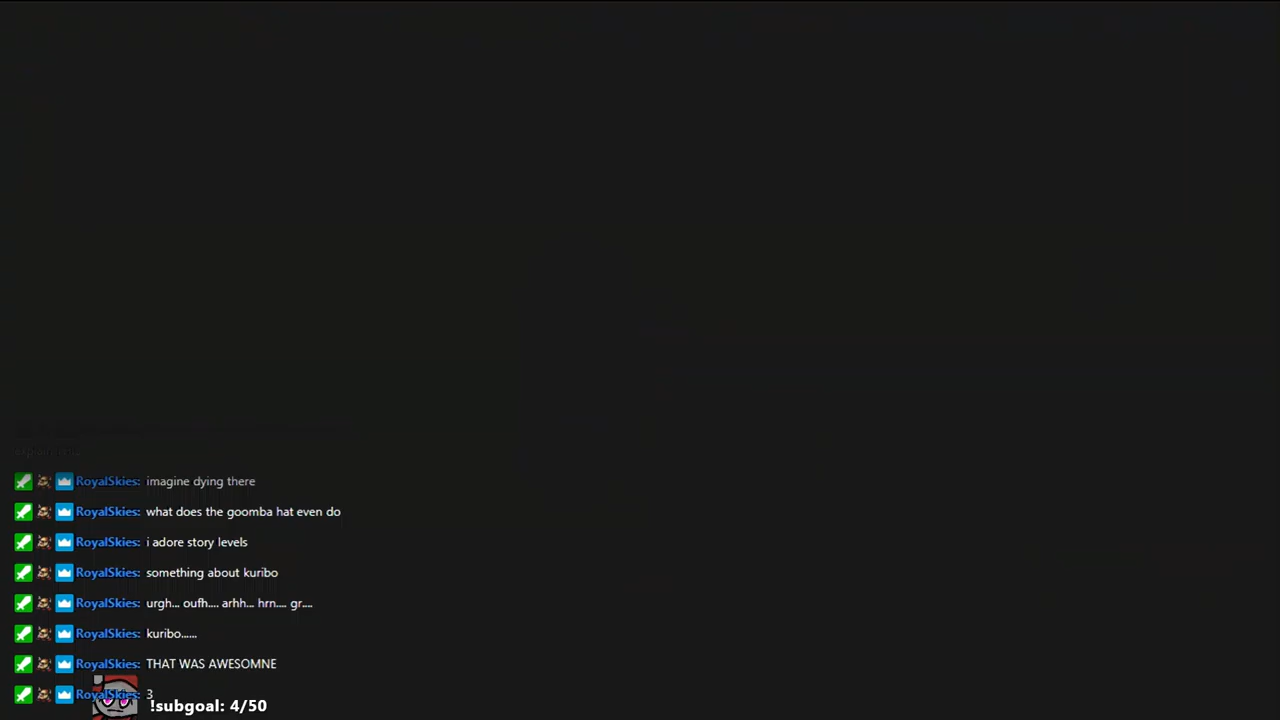 RoyalSkies: imagine dying there
RoyalSkies: what does the goomba hat even do
RoyalSkies: i adore story levels
RoyalSkies: something about kuribo
RoyalSkies: urgh... oufh.... arhh... hrn.... gr....
RoyalSkies: kuribo......
RoyalSkies: THAT WAS AWESOMNE
RoyalSkies: 3
!subgoal: 4/50